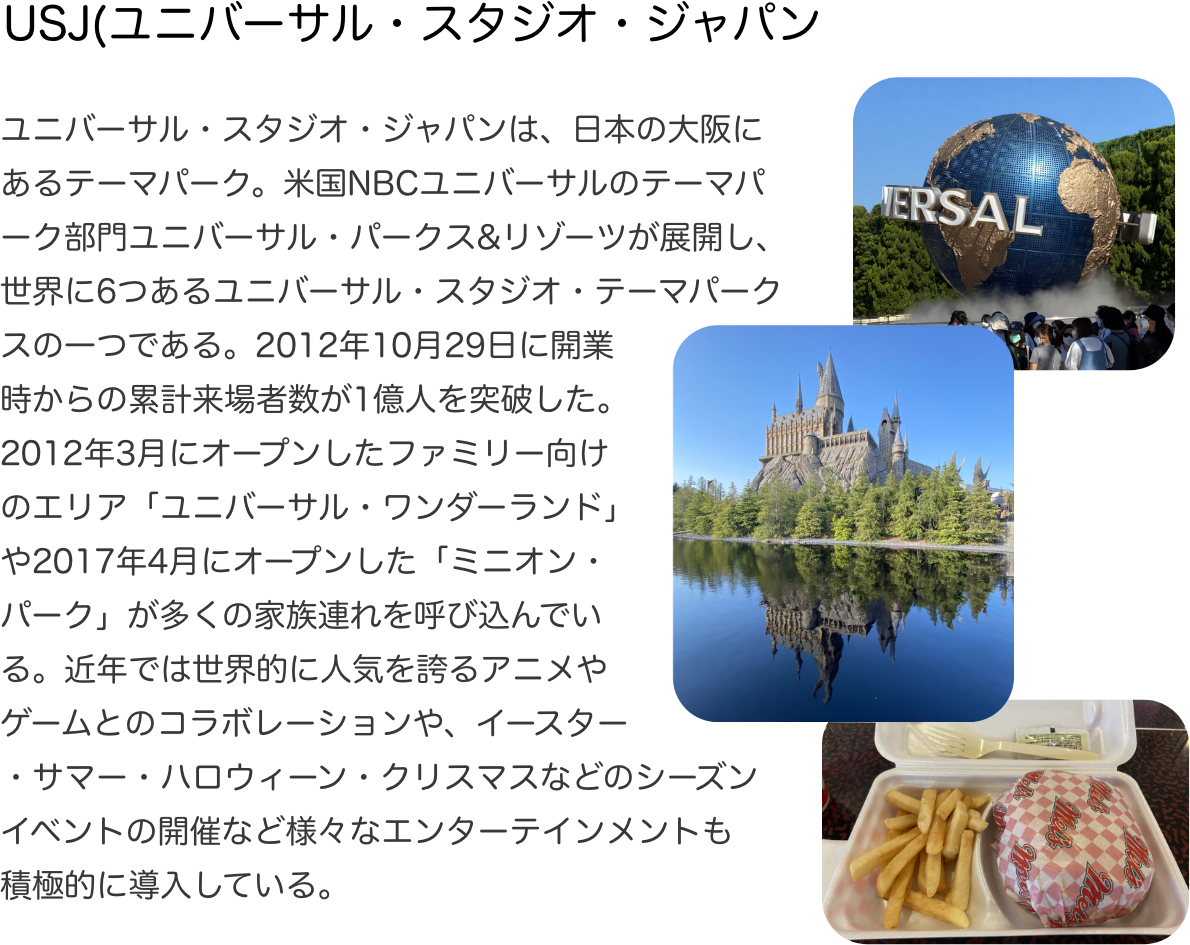 USJ(ユニバーサル・スタジオ・ジャパン
ユニバーサル・スタジオ・ジャパンは、日本の大阪に
あるテーマパーク。米国NBCユニバーサルのテーマパ
ーク部門ユニバーサル・パークス&リゾーツが展開し、
世界に6つあるユニバーサル・スタジオ・テーマパーク
スの一つである。2012年10月29日に開業
時からの累計来場者数が1億人を突破した。
2012年3月にオープンしたファミリー向け
のエリア「ユニバーサル・ワンダーランド」
や2017年4月にオープンした「ミニオン・
パーク」が多くの家族連れを呼び込んでい
る。近年では世界的に人気を誇るアニメや
ゲームとのコラボレーションや、イースター
・サマー・ハロウィーン・クリスマスなどのシーズン
イベントの開催など様々なエンターテインメントも
積極的に導入している。
VERSAL
Mel's
Mel's
Mel's
Mel's